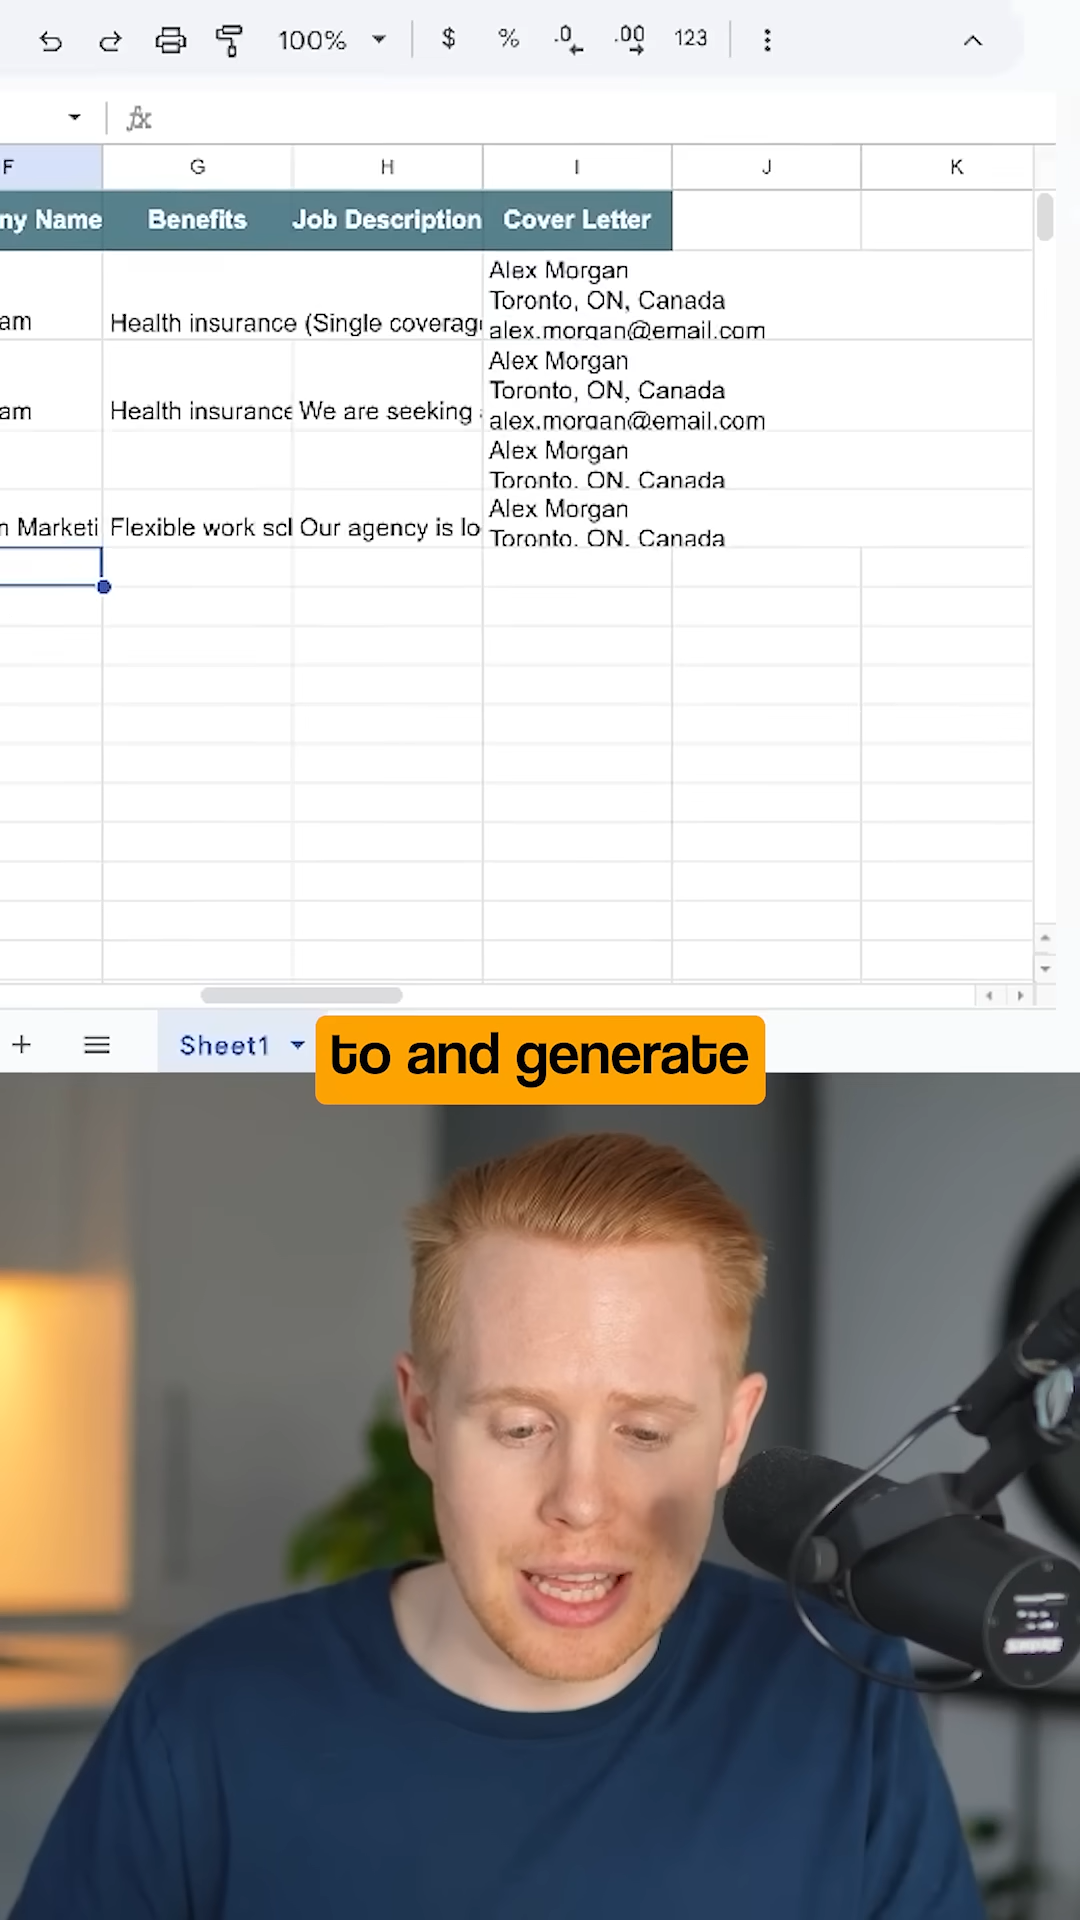 100% $ % .0 .00 123
fx
F G H I J K
ny Name Benefits Job Description Cover Letter
Alex Morgan
Toronto, ON, Canada
am Health insurance (Single coverag alex.morgan@email.com
Alex Morgan
Toronto, ON, Canada
am Health insurance We are seeking alex.morgan@email.com
Alex Morgan
Toronto, ON, Canada
Alex Morgan
n Marketi Flexible work scl Our agency is lo Toronto, ON, Canada
Sheet1
to and generate